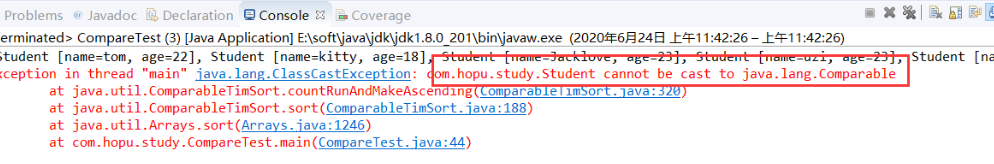 Problems @ Javadoc Declaration Console Coverage
terminated> CompareTest (3) [Java Application] E:\soft\java\jdk\jdk1.8.0_201\bin\javaw.exe (2020年6月24日 上午11:42:26 – 上午11:42:26)
Student [name=tom, age=22], Student [name=kitty, age=18], Student [name=Jacklove, age=23], Student [name=uzi, age=23], Student [na
xception in thread "main" java.lang.ClassCastException: com.hopu.study.Student cannot be cast to java.lang.Comparable
at java.util.ComparableTimSort.countRunAndMakeAscending(ComparableTimSort.java:320)
at java.util.ComparableTimSort.sort(ComparableTimSort.java:188)
at java.util.Arrays.sort(Arrays.java:1246)
at com.hopu.study.CompareTest.main(CompareTest.java:44)